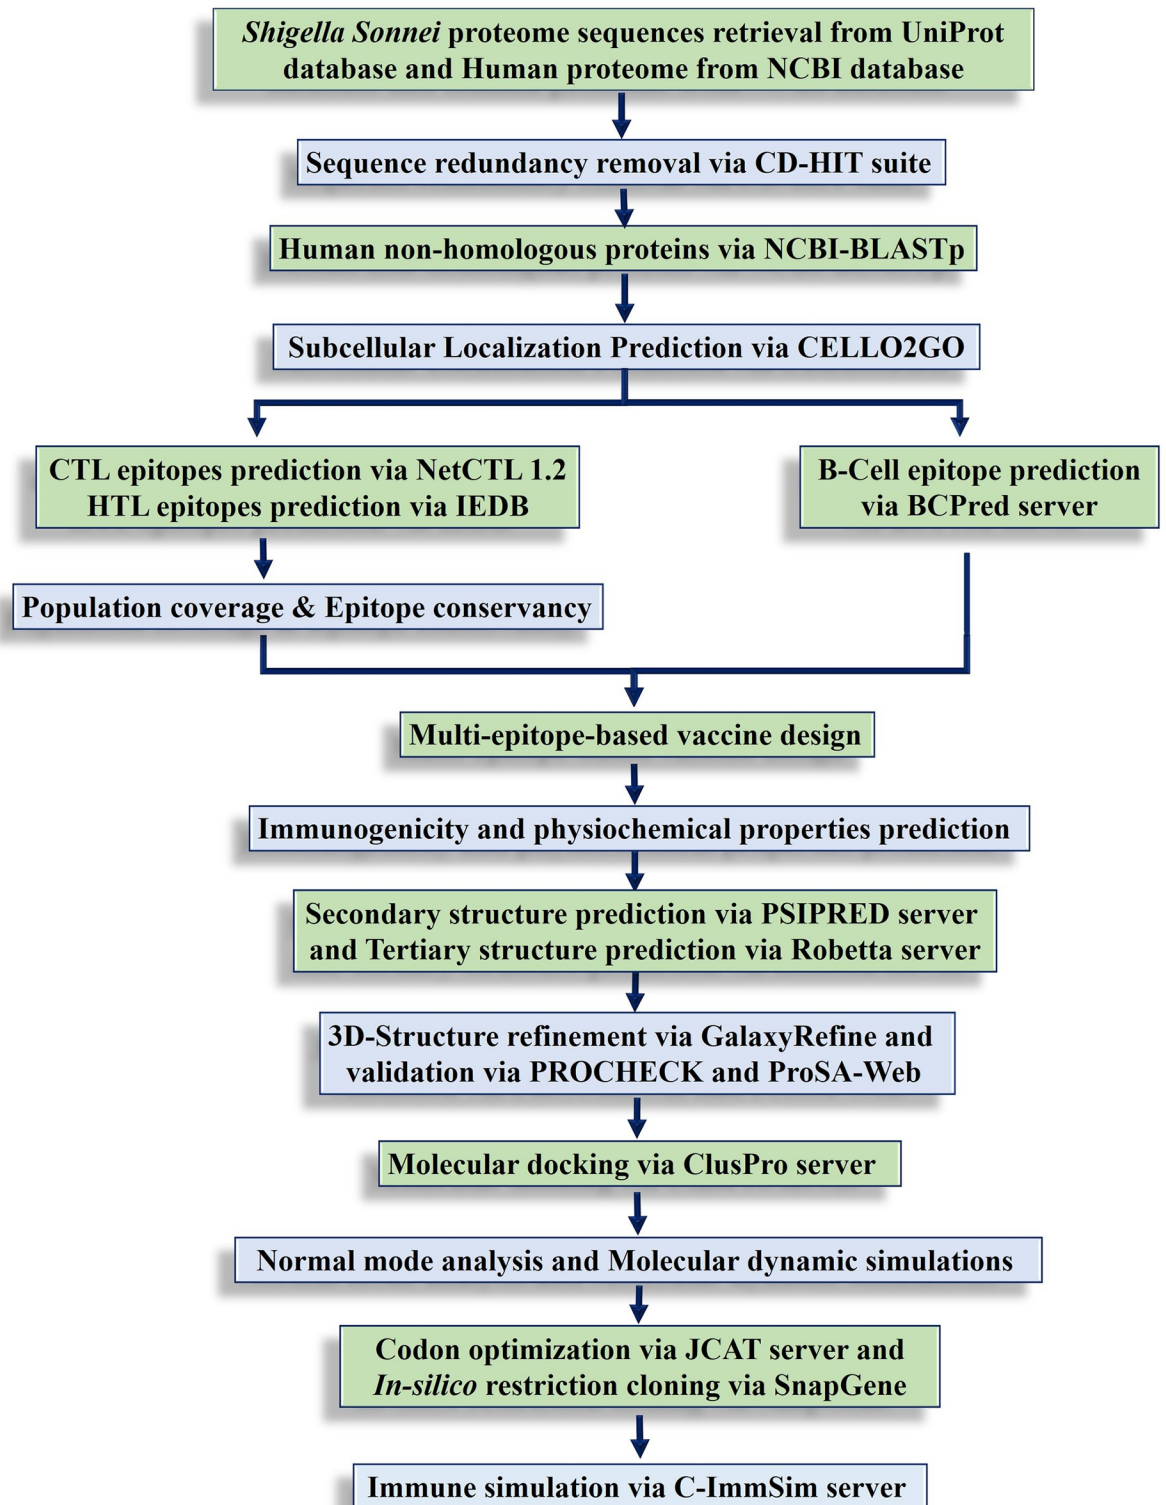 Shigella Sonnei proteome sequences retrieval from UniProt
database and Human proteome from NCBI database
Sequence redundancy removal via CD-HIT suite
Human non-homologous proteins via NCBI-BLASTp
Subcellular Localization Prediction via CELLO2GO
CTL epitopes prediction via NetCTL 1.2
HTL epitopes prediction via IEDB
B-Cell epitope prediction
via BCPred server
Population coverage & Epitope conservancy
Multi-epitope-based vaccine design
Immunogenicity and physiochemical properties prediction
Secondary structure prediction via PSIPRED server
and Tertiary structure prediction via Robetta server
3D-Structure refinement via GalaxyRefine and
validation via PROCHECK and ProSA-Web
Molecular docking via ClusPro server
Normal mode analysis and Molecular dynamic simulations
Codon optimization via JCAT server and
In-silico restriction cloning via SnapGene
Immune simulation via C-ImmSim server